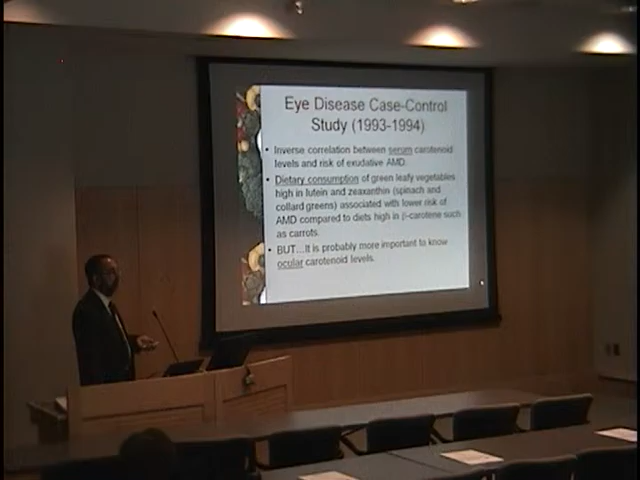 Eye Disease Case-Control
Study (1993-1994)
• Inverse correlation between serum carotenoid
levels and risk of exudative AMD.
• Dietary consumption of green leafy vegetables
high in lutein and zeaxanthin (spinach and
collard greens) associated with lower risk of
AMD compared to diets high in β-carotene such
as carrots.
• BUT...It is probably more important to know
ocular carotenoid levels.